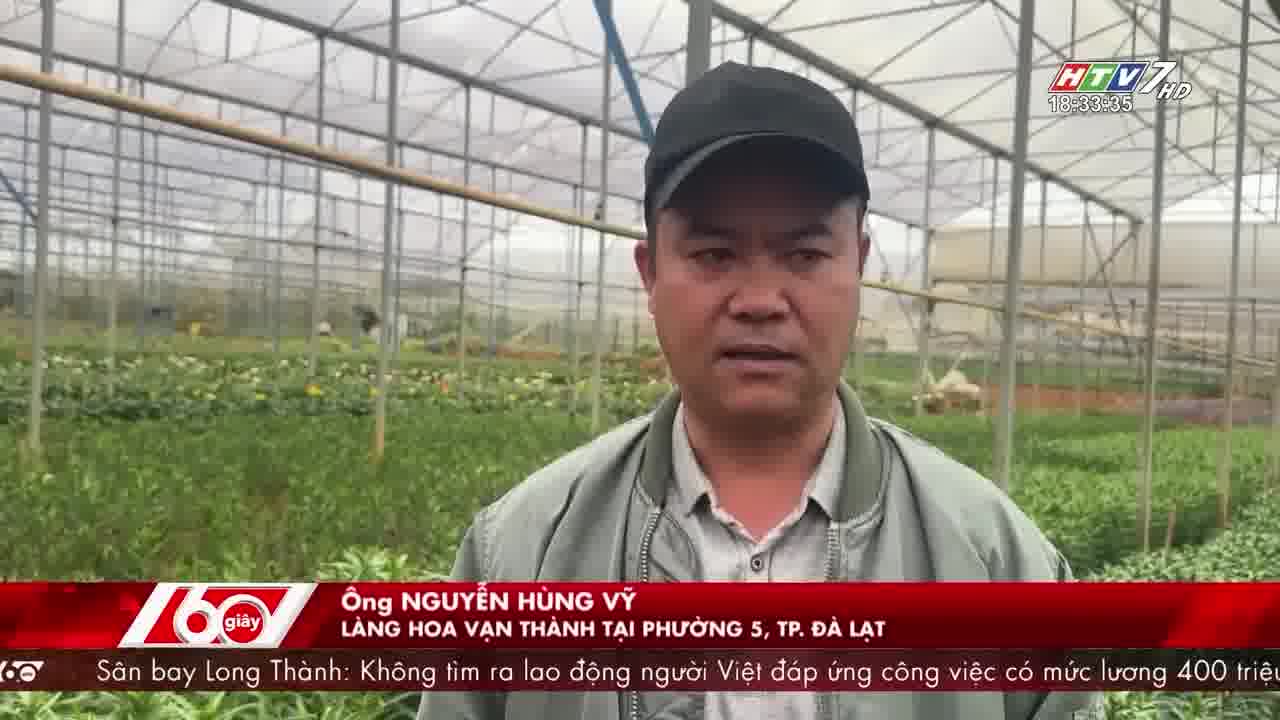 HTV7 HD
18:33:35
60 giây
Ông NGUYỄN HÙNG VỸ
LÀNG HOA VẠN THÀNH TẠI PHƯỜNG 5, TP. ĐÀ LẠT
60 Sân bay Long Thành: Không tìm ra lao động người Việt đáp ứng công việc có mức lương 400 triệu